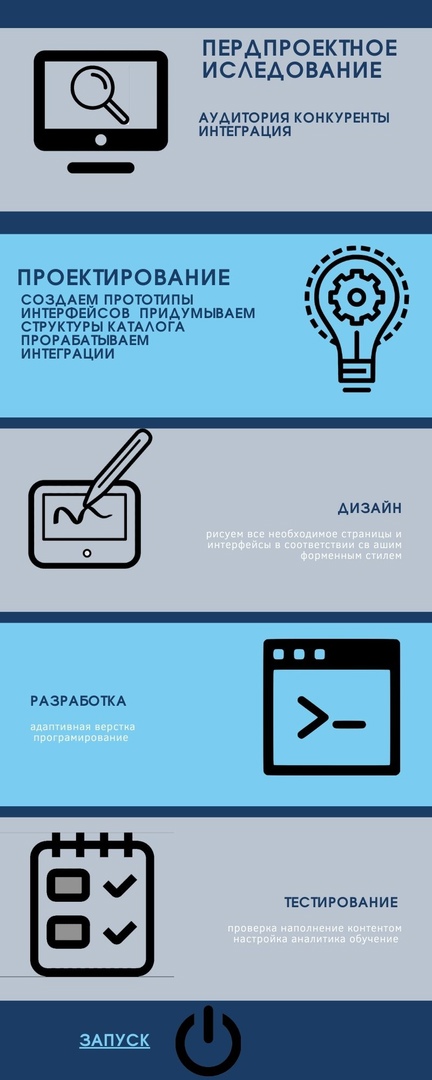 ПЕРДПРОЕКТНОЕ
ИСЛЕДОВАНИЕ
АУДИТОРИЯ КОНКУРЕНТЫ
ИНТЕГРАЦИЯ
ПРОЕКТИРОВАНИЕ
СОЗДАЕМ ПРОТОТИПЫ
ИНТЕРФЕЙСОВ ПРИДУМЫВАЕМ
СТРУКТУРЫ КАТАЛОГА
ПРОРАБАТЫВАЕМ
ИНТЕГРАЦИИ
ДИЗАЙН
рисуем все необходимое страницы и
интерфейсы в соответствии св ашим
форменным стилем
РАЗРАБОТКА
адаптивная верстка
програмирование
ТЕСТИРОВАНИЕ
проверка наполнение контентом
настройка аналитика обучение
ЗАПУСК